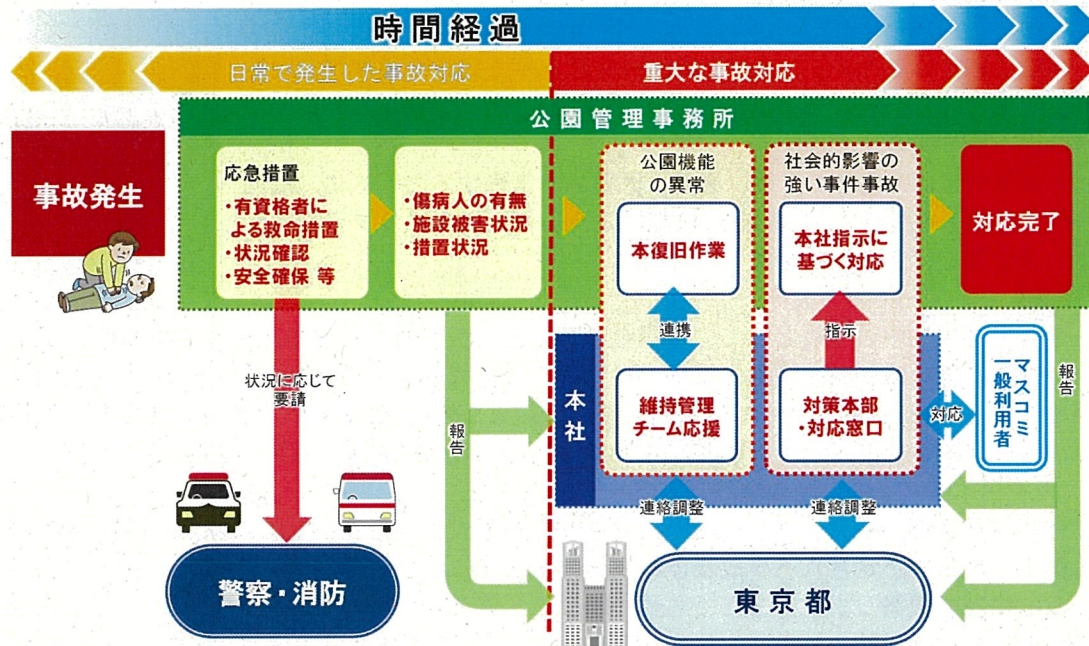 時間経過
日常で発生した事故対応
重大な事故対応
公園管理事務所
事故発生
応急措置
・有資格者に
よる救命措置
・状況確認
・安全確保 等
・傷病人の有無
・施設被害状況
・措置状況
公園機能
の異常
本復旧作業
社会的影響の
強い事件事故
本社指示に
基づく対応
対応完了
状況に応じて
要請
報告
連携
指示
本社
維持管理
チーム応援
対策本部
・対応窓口
対応
マスコミ
一般利用者
報告
連絡調整
連絡調整
警察・消防
東京都